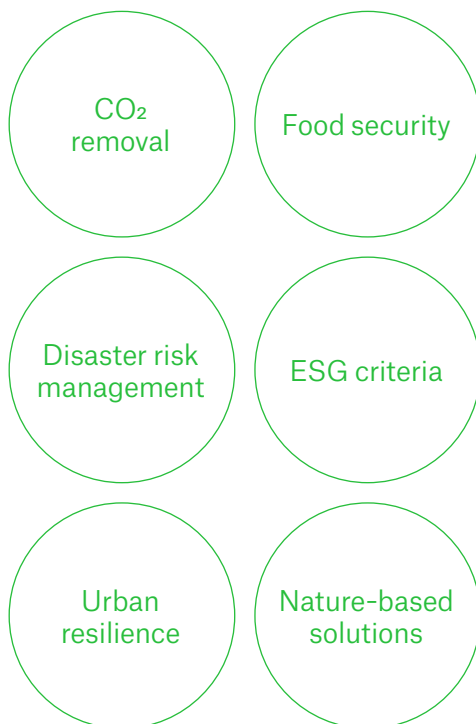 CO₂
removal
Food security
Disaster risk
management
ESG criteria
Urban
resilience
Nature-based
solutions